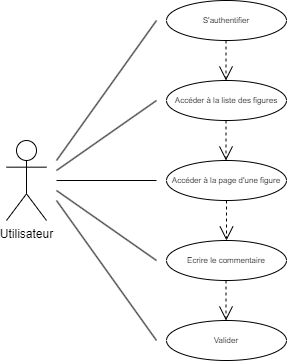 S'authentifier
Accéder à la liste des figures
Accéder à la page d'une figure
Utilisateur
Ecrire le commentaire
Valider